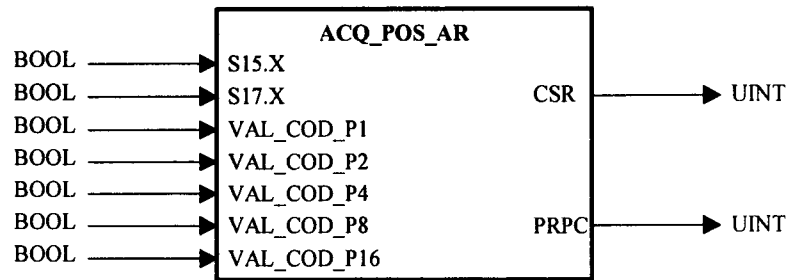 ACQ_POS_AR
BOOL S15.X
BOOL S17.X CSR UINT
BOOL VAL_COD_P1
BOOL VAL_COD_P2
BOOL VAL_COD_P4
BOOL VAL_COD_P8 PRPC UINT
BOOL VAL_COD_P16